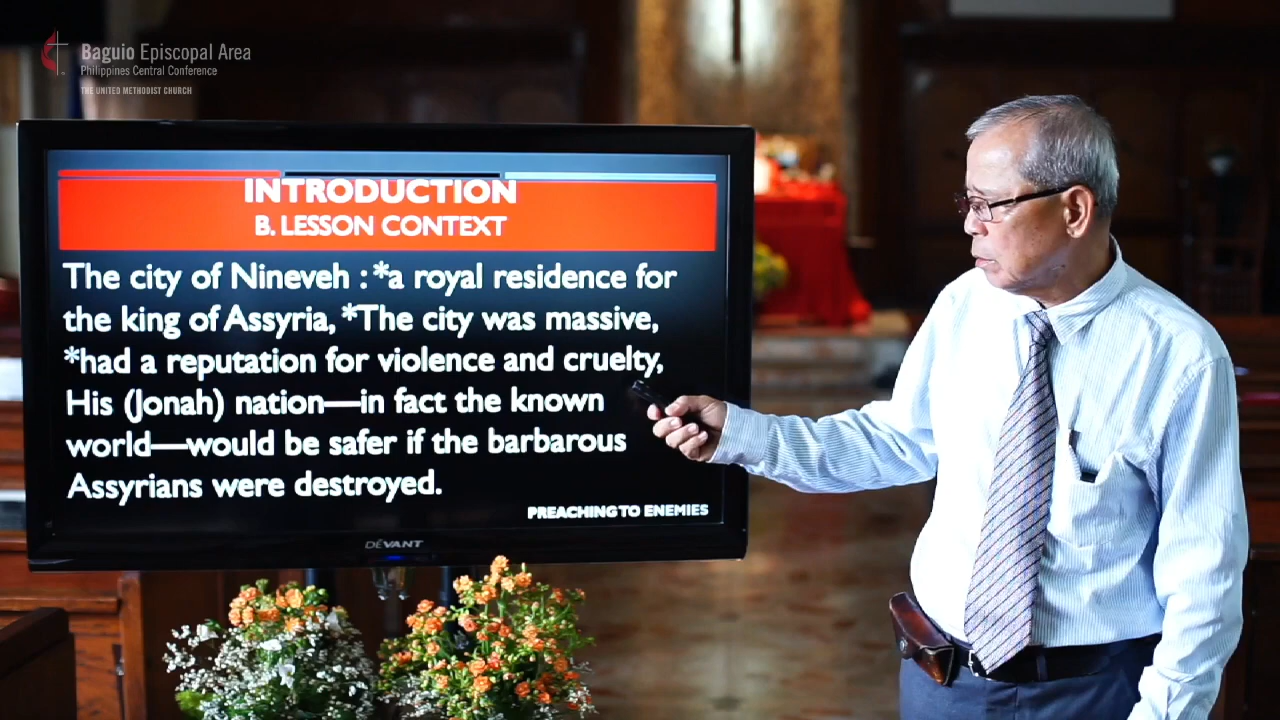 Baguio Episcopal Area
Philippines Central Conference
THE UNITED METHODIST CHURCH
INTRODUCTION
B. LESSON CONTEXT
The city of Nineveh : *a royal residence for
the king of Assyria, *The city was massive,
*had a reputation for violence and cruelty,
His (Jonah) nation—in fact the known
world—would be safer if the barbarous
Assyrians were destroyed.
PREACHING TO ENEMIES
DEVANT